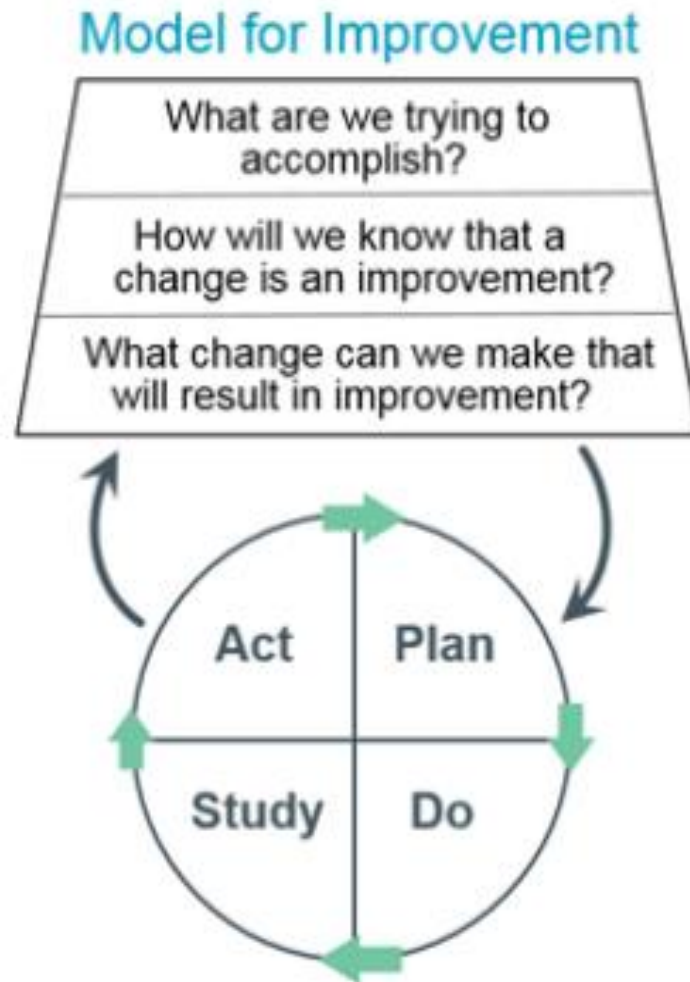 Model for Improvement
What are we trying to
accomplish?
How will we know that a
change is an improvement?
What change can we make that
will result in improvement?
Act
Plan
Study
Do